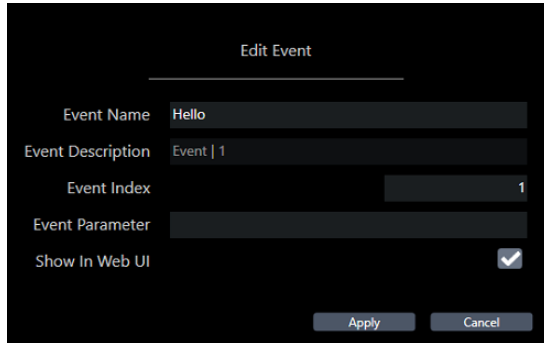 Edit Event
Event Name Hello
Event Description Event | 1
Event Index 1
Event Parameter
Show In Web UI
Apply Cancel